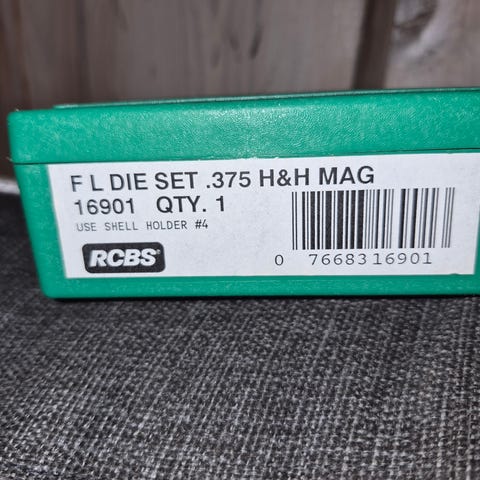 F L DIE SET .375 H&H MAG
16901 QTY. 1
USE SHELL HOLDER #4
RCBS®
0 7668316901